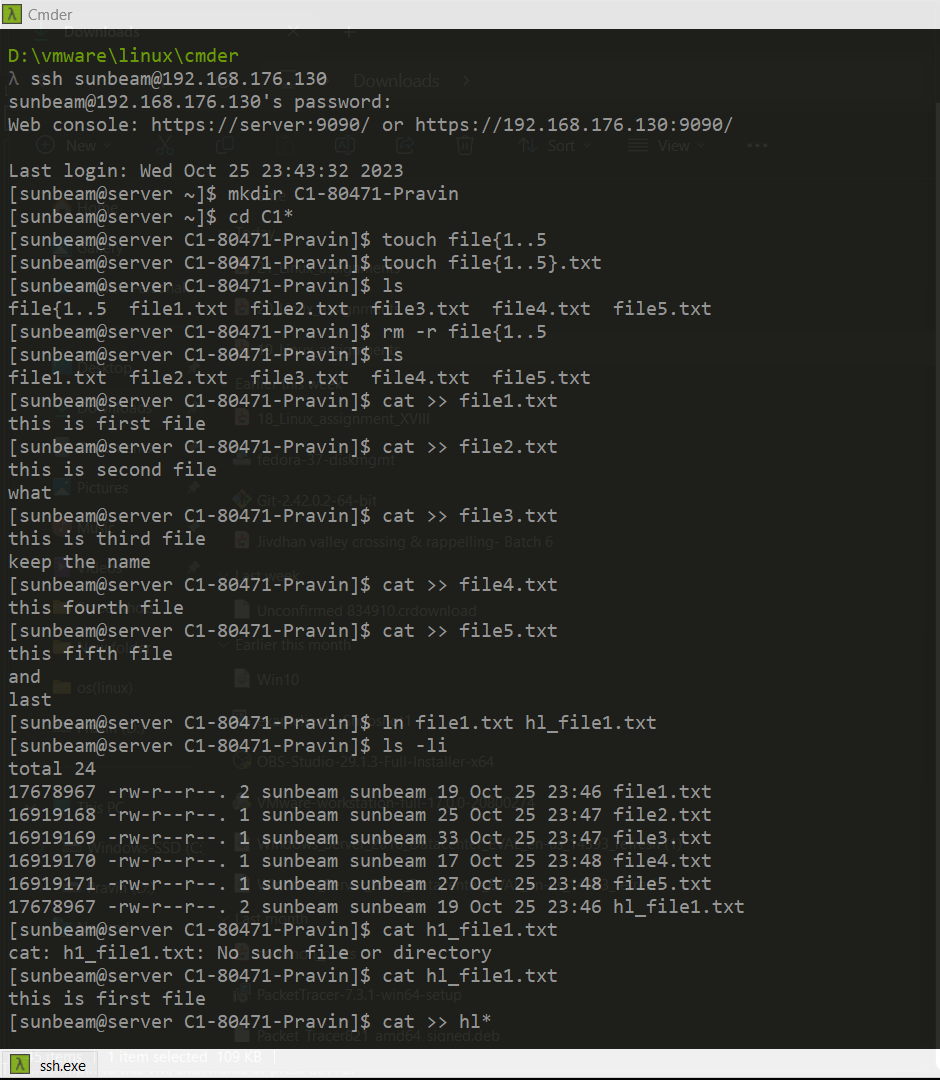 Cmder
D:\vmware\linux\cmder
λ ssh sunbeam@192.168.176.130
sunbeam@192.168.176.130's password:
Web console: https://server:9090/ or https://192.168.176.130:9090/
Last login: Wed Oct 25 23:43:32 2023
[sunbeam@server ~]$ mkdir C1-80471-Pravin
[sunbeam@server ~]$ cd C1*
[sunbeam@server C1-80471-Pravin]$ touch file{1..5
[sunbeam@server C1-80471-Pravin]$ touch file{1..5}.txt
[sunbeam@server C1-80471-Pravin]$ ls
file{1..5  file1.txt  file2.txt  file3.txt  file4.txt  file5.txt
[sunbeam@server C1-80471-Pravin]$ rm -r file{1..5
[sunbeam@server C1-80471-Pravin]$ ls
file1.txt  file2.txt  file3.txt  file4.txt  file5.txt
[sunbeam@server C1-80471-Pravin]$ cat >> file1.txt
this is first file
[sunbeam@server C1-80471-Pravin]$ cat >> file2.txt
this is second file
what
[sunbeam@server C1-80471-Pravin]$ cat >> file3.txt
this is third file
keep the name
[sunbeam@server C1-80471-Pravin]$ cat >> file4.txt
this fourth file
[sunbeam@server C1-80471-Pravin]$ cat >> file5.txt
this fifth file
and
last
[sunbeam@server C1-80471-Pravin]$ ln file1.txt hl_file1.txt
[sunbeam@server C1-80471-Pravin]$ ls -li
total 24
17678967 -rw-r--r--. 2 sunbeam sunbeam 19 Oct 25 23:46 file1.txt
16919168 -rw-r--r--. 1 sunbeam sunbeam 25 Oct 25 23:47 file2.txt
16919169 -rw-r--r--. 1 sunbeam sunbeam 33 Oct 25 23:47 file3.txt
16919170 -rw-r--r--. 1 sunbeam sunbeam 17 Oct 25 23:48 file4.txt
16919171 -rw-r--r--. 1 sunbeam sunbeam 27 Oct 25 23:48 file5.txt
17678967 -rw-r--r--. 2 sunbeam sunbeam 19 Oct 25 23:46 hl_file1.txt
[sunbeam@server C1-80471-Pravin]$ cat h1_file1.txt
cat: h1_file1.txt: No such file or directory
[sunbeam@server C1-80471-Pravin]$ cat hl_file1.txt
this is first file
[sunbeam@server C1-80471-Pravin]$ cat >> hl*
1 item selected 109 KB
ssh.exe